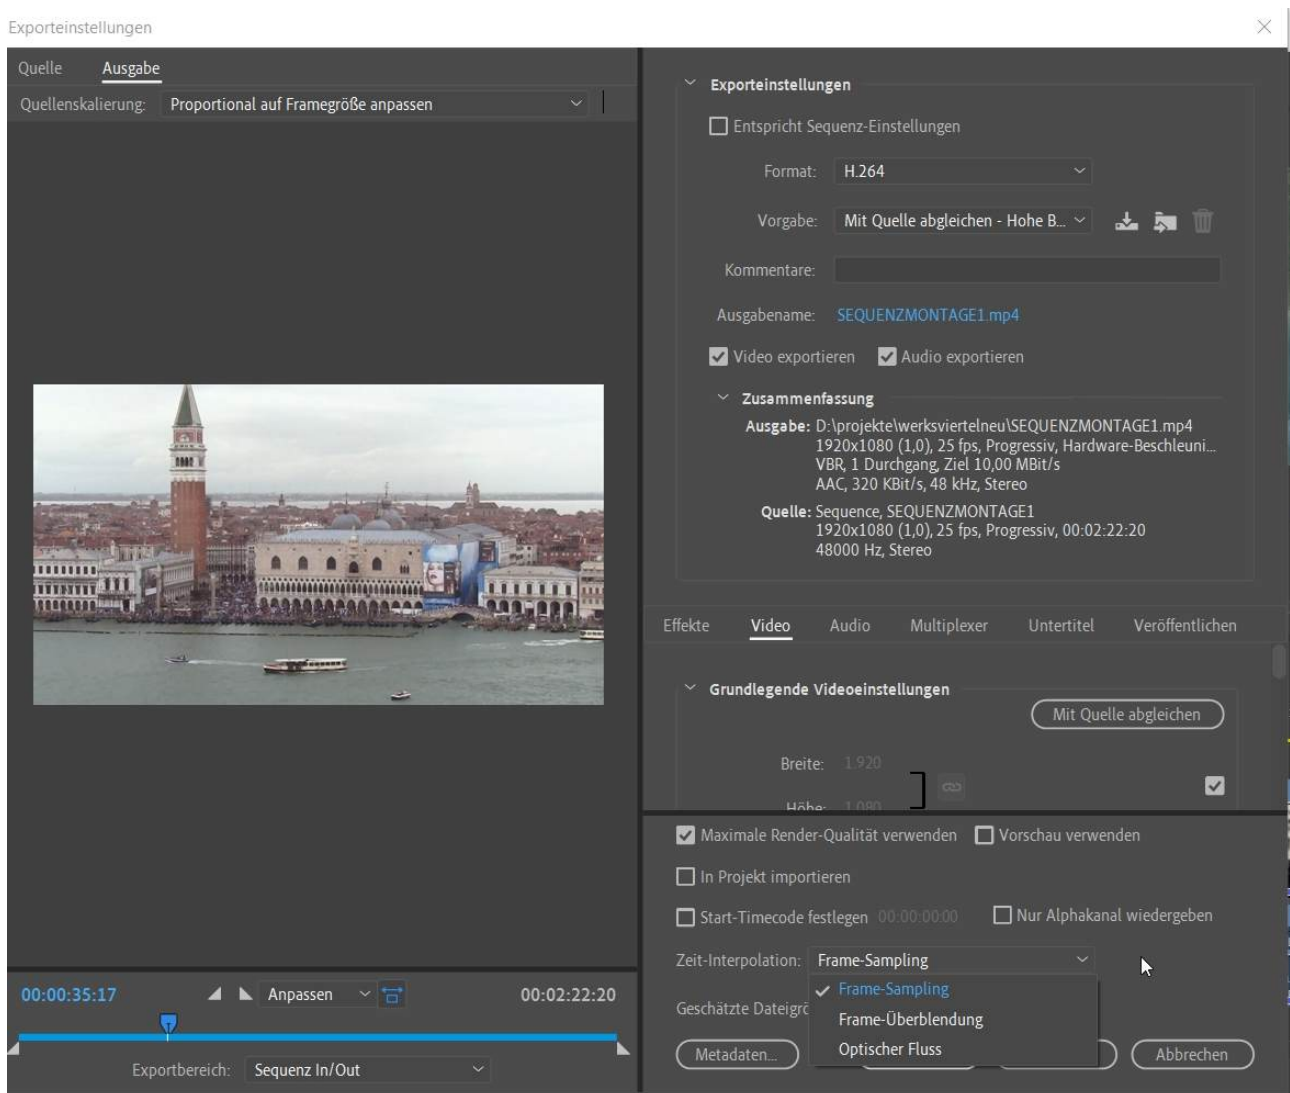 Exporteinstellungen
Quelle Ausgabe
Quellenskalierung: Proportional auf Framegröße anpassen
Exporteinstellungen
Entspricht Sequenz-Einstellungen
Format: H.264
Vorgabe: Mit Quelle abgleichen - Hohe B...
Kommentare:
Ausgabename: SEQUENZMONTAGE1.mp4
Video exportieren Audio exportieren
Zusammenfassung
Ausgabe: D:\projekte\werksviertelneu\SEQUENZMONTAGE1.mp4
1920x1080 (1,0), 25 fps, Progressiv, Hardware-Beschleuni...
VBR, 1 Durchgang, Ziel 10,00 MBit/s
AAC, 320 KBit/s, 48 kHz, Stereo
Quelle: Sequence, SEQUENZMONTAGE1
1920x1080 (1,0), 25 fps, Progressiv, 00:02:22:20
48000 Hz, Stereo
Effekte Video Audio Multiplexer Untertitel Veröffentlichen
Grundlegende Videoeinstellungen
Mit Quelle abgleichen
Breite: 1.920
Höhe: 1.080
Maximale Render-Qualität verwenden Vorschau verwenden
In Projekt importieren
Start-Timecode festlegen 00:00:00:00 Nur Alphakanal wiedergeben
Zeit-Interpolation: Frame-Sampling
Frame-Sampling
Frame-Überblendung
Optischer Fluss
Geschätzte Dateigrö
Metadaten... Abbrechen
00:00:35:17 Anpassen 00:02:22:20
Exportbereich: Sequenz In/Out